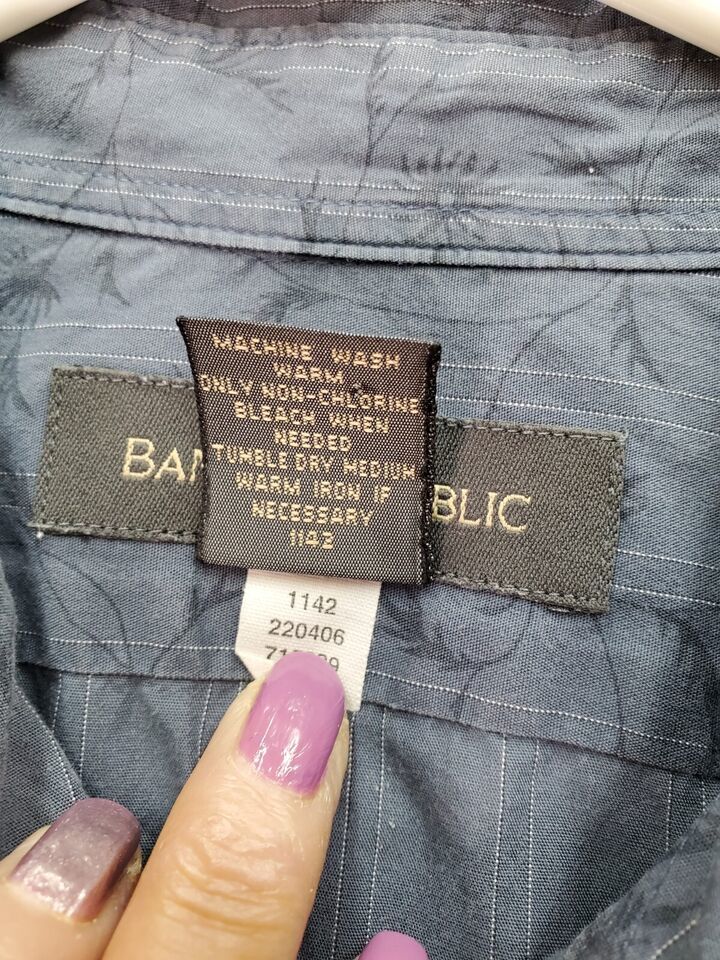 MACHINE WASH
WARM
ONLY NON-CHLORINE
BLEACH WHEN
NEEDED
TUMBLE DRY MEDIUM
WARM IRON IF
NECESSARY
1143
BLIC
1142
220406